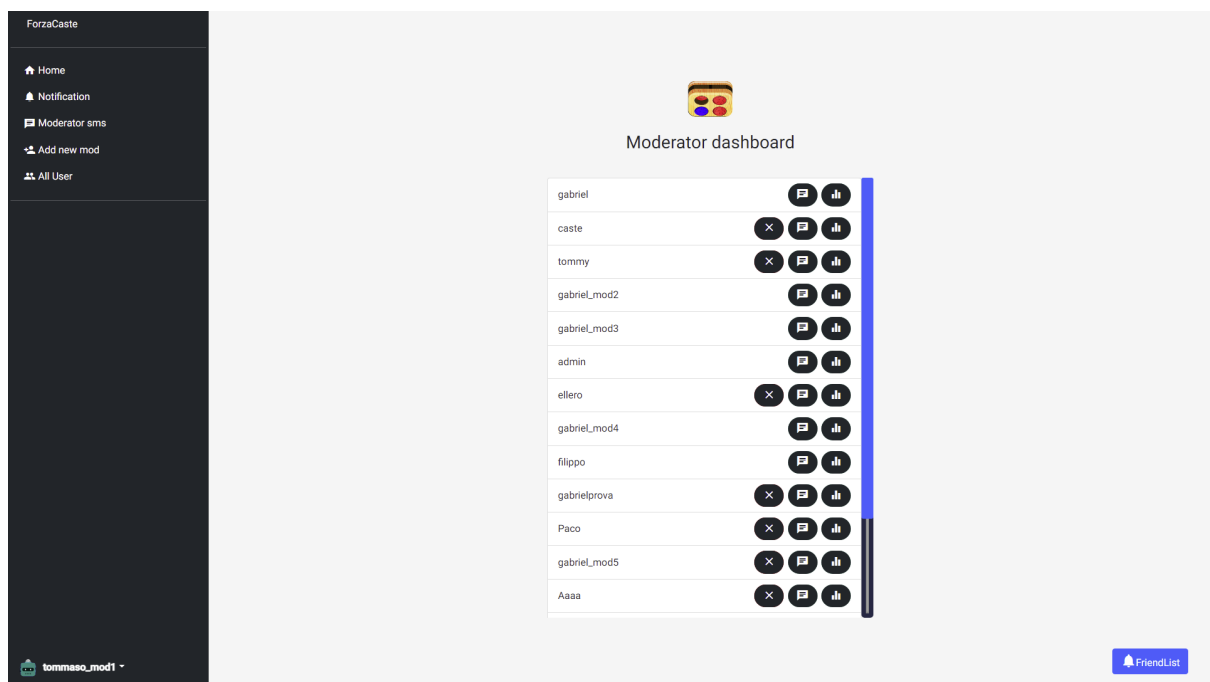 ForzaCaste
Home
Notification
Moderator sms
Add new mod
All User
Moderator dashboard
gabriel
caste
tommy
gabriel_mod2
gabriel_mod3
admin
ellero
gabriel_mod4
filippo
gabrielprova
Paco
gabriel_mod5
Aaaa
tommaso_mod1
FriendList